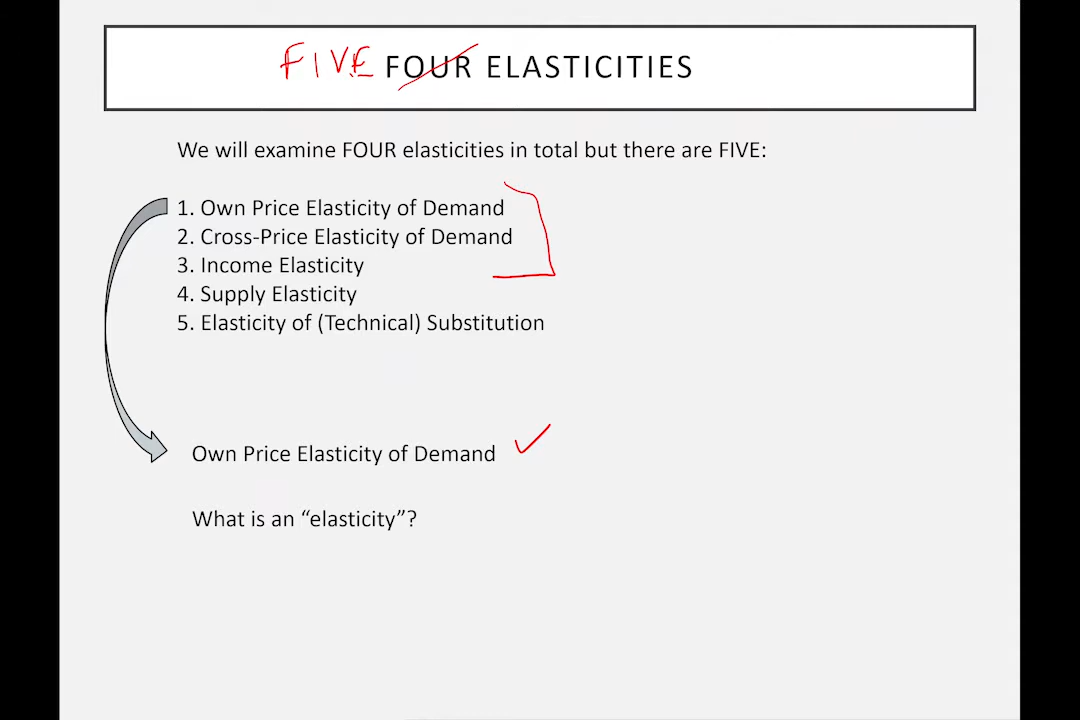 FIVE FOUR ELASTICITIES
We will examine FOUR elasticities in total but there are FIVE:
1. Own Price Elasticity of Demand
2. Cross-Price Elasticity of Demand
3. Income Elasticity
4. Supply Elasticity
5. Elasticity of (Technical) Substitution
Own Price Elasticity of Demand
What is an “elasticity”?